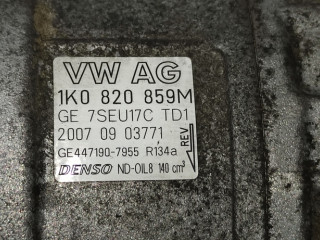 VW AG
1K0 820 859M
GE 7SEU17C TD1
2007 09 03771
GE447190-7955 R134a
REV
DENSO ND-OIL8 140 cm³